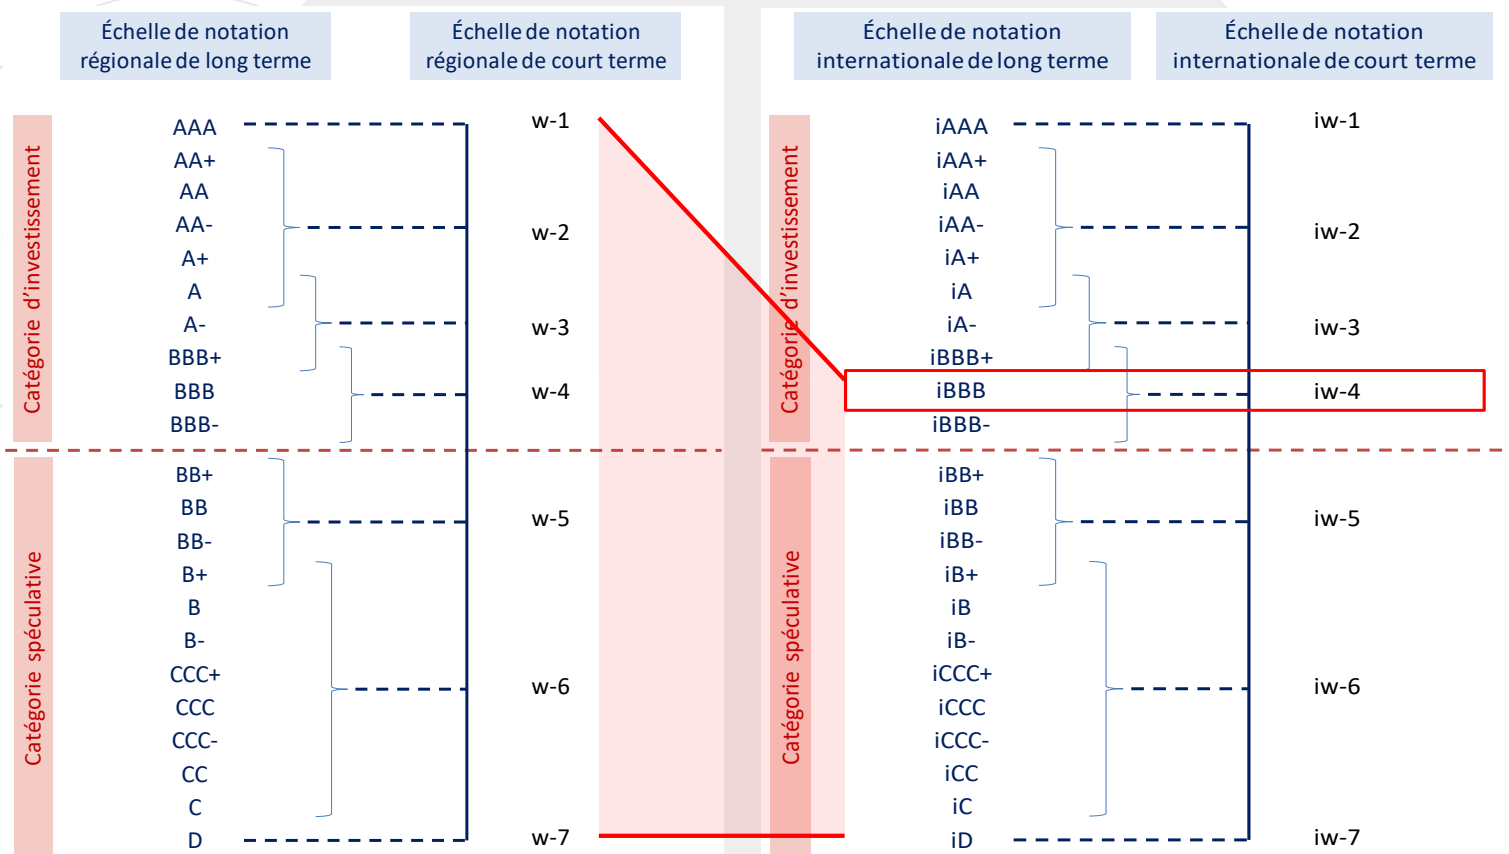 Échelle de notation
régionale de long terme
Échelle de notation
régionale de court terme
Échelle de notation
internationale de long terme
Échelle de notation
internationale de court terme
Catégorie d'investissement
AAA
AA+
AA
AA-
A+
A
A-
BBB+
BBB
BBB-
Catégorie spéculative
BB+
BB
BB-
B+
B
B-
CCC+
CCC
CCC-
CC
C
D
w-1
w-2
w-3
w-4
w-5
w-6
w-7
Catégorie d'investissement
iAAA
iAA+
iAA
iAA-
iA+
iA
iA-
iBBB+
iBBB
iBBB-
Catégorie spéculative
iBB+
iBB
iBB-
iB+
iB
iB-
iCCC+
iCCC
iCCC-
iCC
iC
iD
iw-1
iw-2
iw-3
iw-4
iw-5
iw-6
iw-7